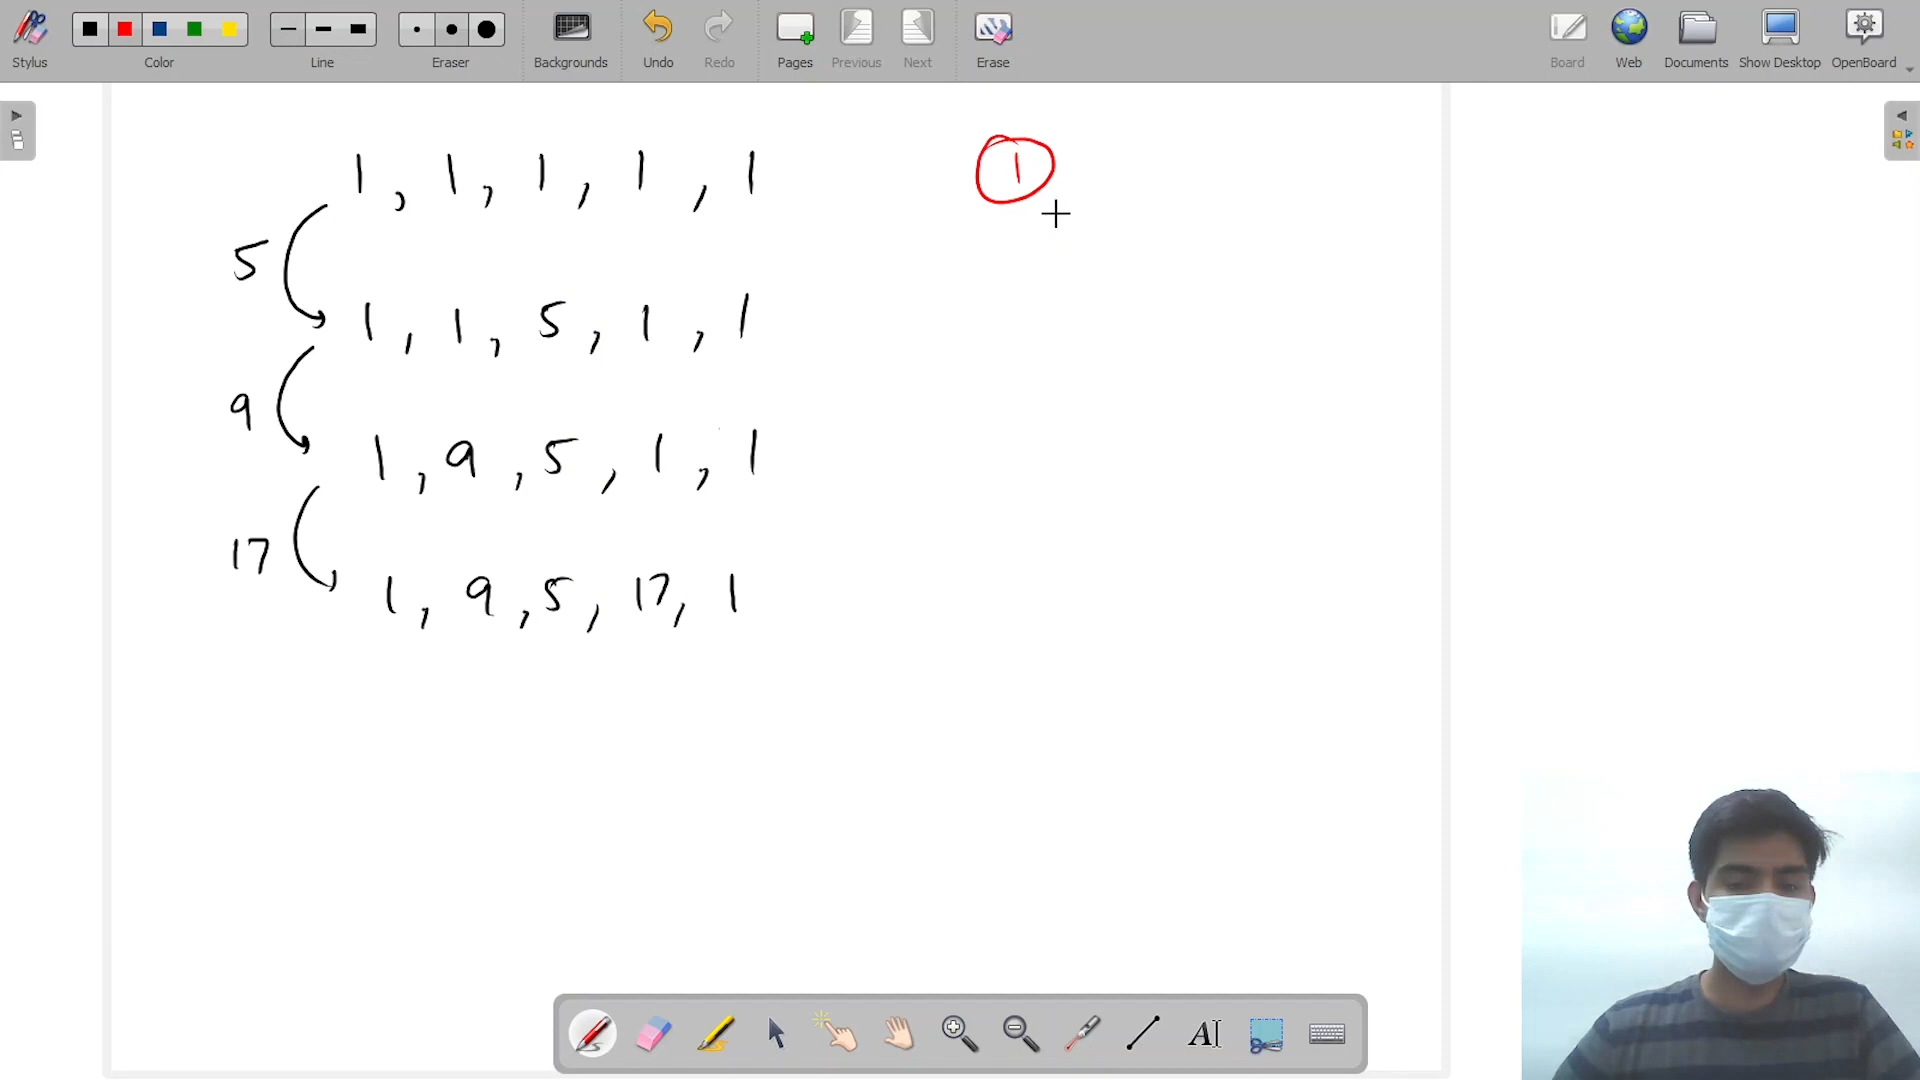 Stylus Color Line Eraser Backgrounds Undo Redo Pages Previous Next Erase Board Web Documents Show Desktop OpenBoard
1, 1, 1, 1, 1
1
5
1, 1, 5, 1, 1
9
1, 9, 5, 1, 1
17
1, 9, 5, 17, 1
A